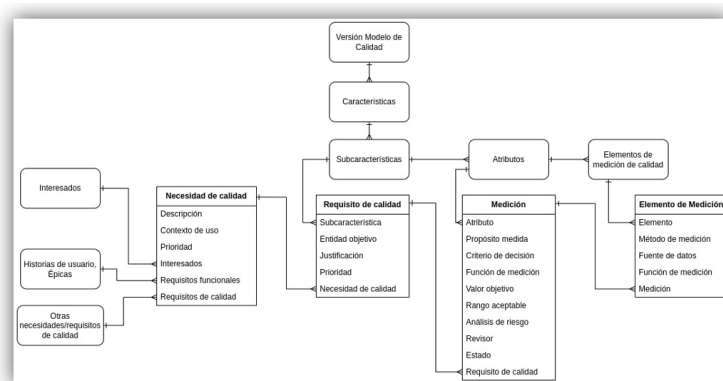 Versión Modelo de
Calidad
Características
Subcaracterísticas
Atributos
Elementos de
medición de calidad
Interesados
Historias de usuario,
Épicas
Otras
necesidades/requisitos
de calidad
Necesidad de calidad
Descripción
Contexto de uso
Prioridad
Interesados
Requisitos funcionales
Requisitos de calidad
Requisito de calidad
Subcaracterística
Entidad objetivo
Justificación
Prioridad
Necesidad de calidad
Medición
Atributo
Propósito medida
Criterio de decisión
Función de medición
Valor objetivo
Rango aceptable
Análisis de riesgo
Revisor
Estado
Requisito de calidad
Elemento de Medición
Elemento
Método de medición
Fuente de datos
Función de medición
Medición